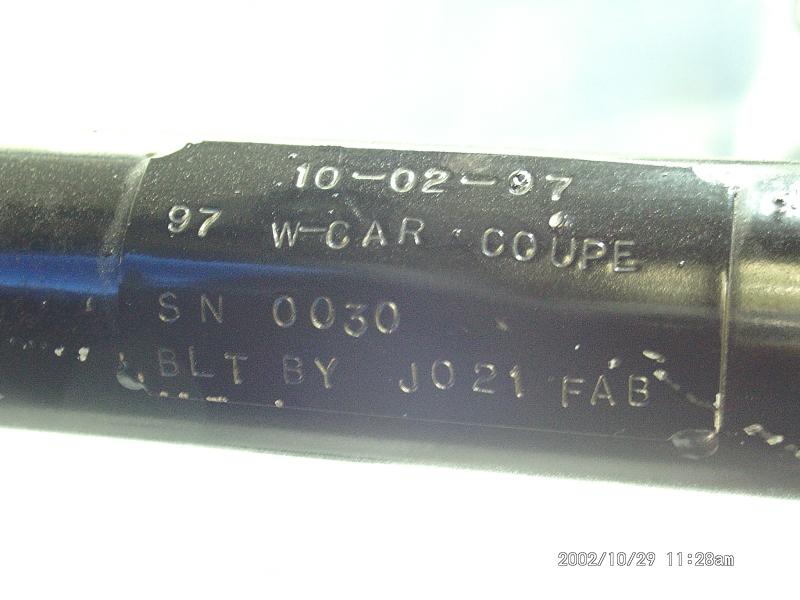 10-02-97
97 W-CAR COUPE
SN 0030
BLT BY J021 FAB
2002/10/29 11:28am